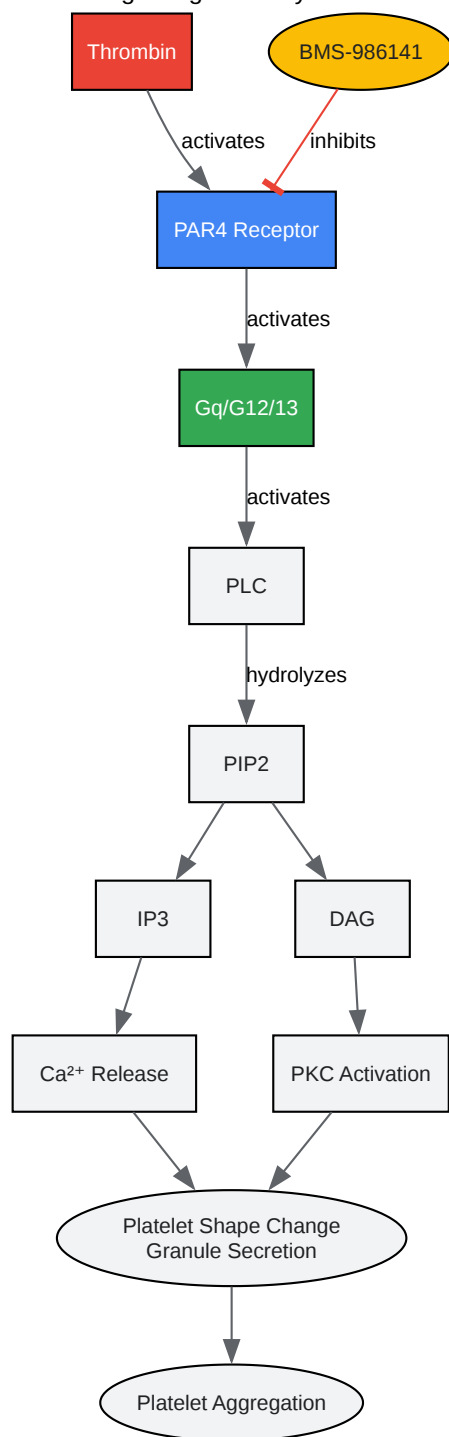 Thrombin
BMS-986141
activates
inhibits
PAR4 Receptor
activates
Gq/G12/13
activates
PLC
hydrolyzes
PIP2
IP3
DAG
Ca²⁺ Release
PKC Activation
Platelet Shape Change
Granule Secretion
Platelet Aggregation